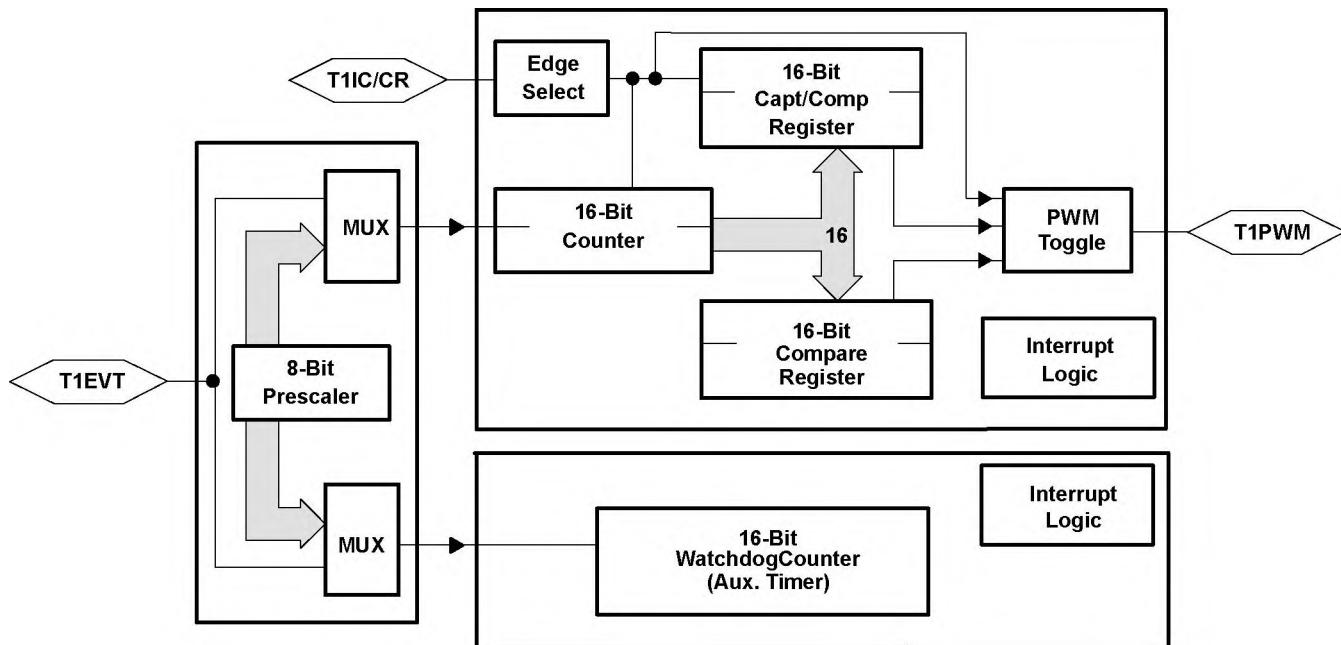 T1IC/CR
Edge
Select
16-Bit
Capt/Comp
Register
MUX
16-Bit
Counter
16
PWM
Toggle
T1PWM
T1EVT
8-Bit
Prescaler
16-Bit
Compare
Register
Interrupt
Logic
MUX
16-Bit
WatchdogCounter
(Aux. Timer)
Interrupt
Logic